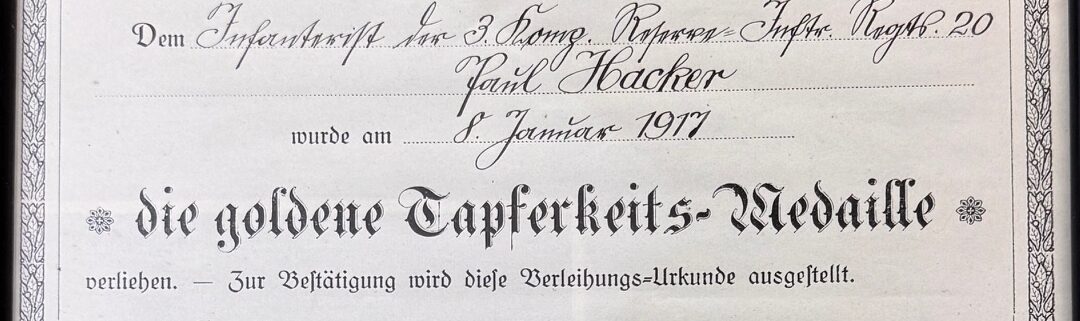 Dem Infanterist der 3. Komp. Reserve-Inftr. Regts. 20
Paul Hacker
wurde am 8. Januar 1917
die goldene Tapferkeits-Medaille
verliehen. — Zur Bestätigung wird diese Verleihungs-Urkunde ausgestellt.